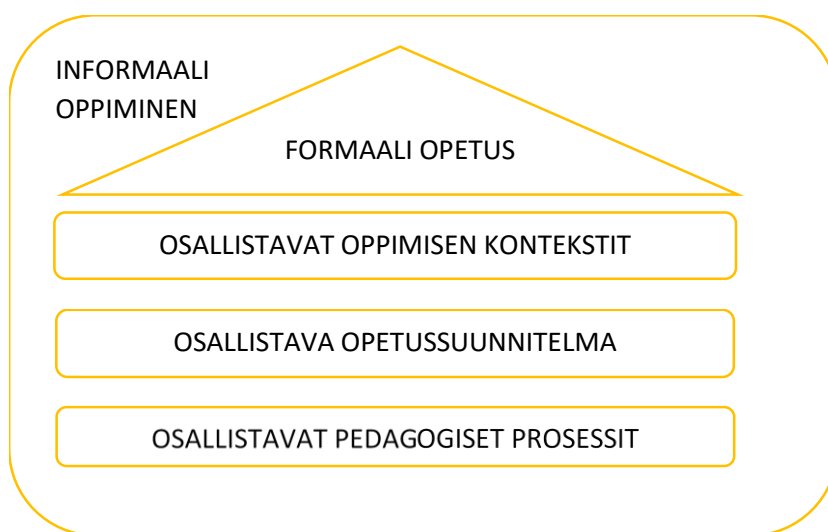 INFORMAALI
OPPIMINEN
FORMAALI OPETUS
OSALLISTAVAT OPPIMISEN KONTEKSTIT
OSALLISTAVA OPETUSSUUNNITELMA
OSALLISTAVAT PEDAGOGISET PROSESSIT